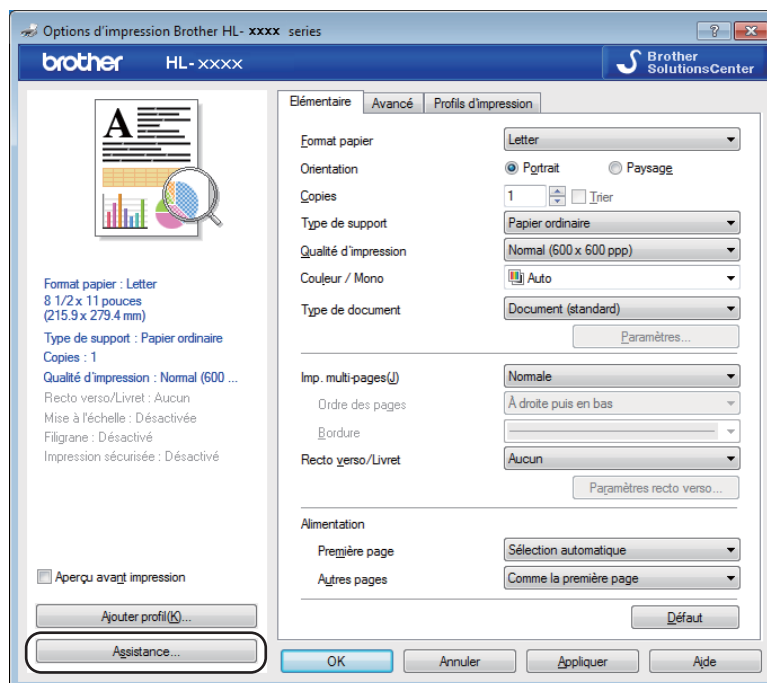 Options d'impression Brother HL- xxxx series
brother HL- xxxx
Brother
SolutionsCenter
A
Format papier : Letter
8 1/2 x 11 pouces
(215.9 x 279.4 mm)
Type de support : Papier ordinaire
Copies : 1
Qualité d'impression : Normal (600 ...
Recto verso/Livret : Aucun
Mise à l'échelle : Désactivée
Filigrane : Désactivé
Impression sécurisée : Désactivé
Aperçu avant impression
Ajouter profil(K)...
Assistance...
Elémentaire Avancé Profils d'impression
Format papier Letter
Orientation Portrait Paysage
Copies 1 Trier
Type de support Papier ordinaire
Qualité d'impression Normal (600 x 600 ppp)
Couleur / Mono Auto
Type de document Document (standard)
Paramètres...
Imp. multi-pages(J) Normale
Ordre des pages À droite puis en bas
Bordure
Recto verso/Livret Aucun
Paramètres recto verso...
Alimentation
Première page Sélection automatique
Autres pages Comme la première page
Défaut
OK Annuler Appliquer Aide